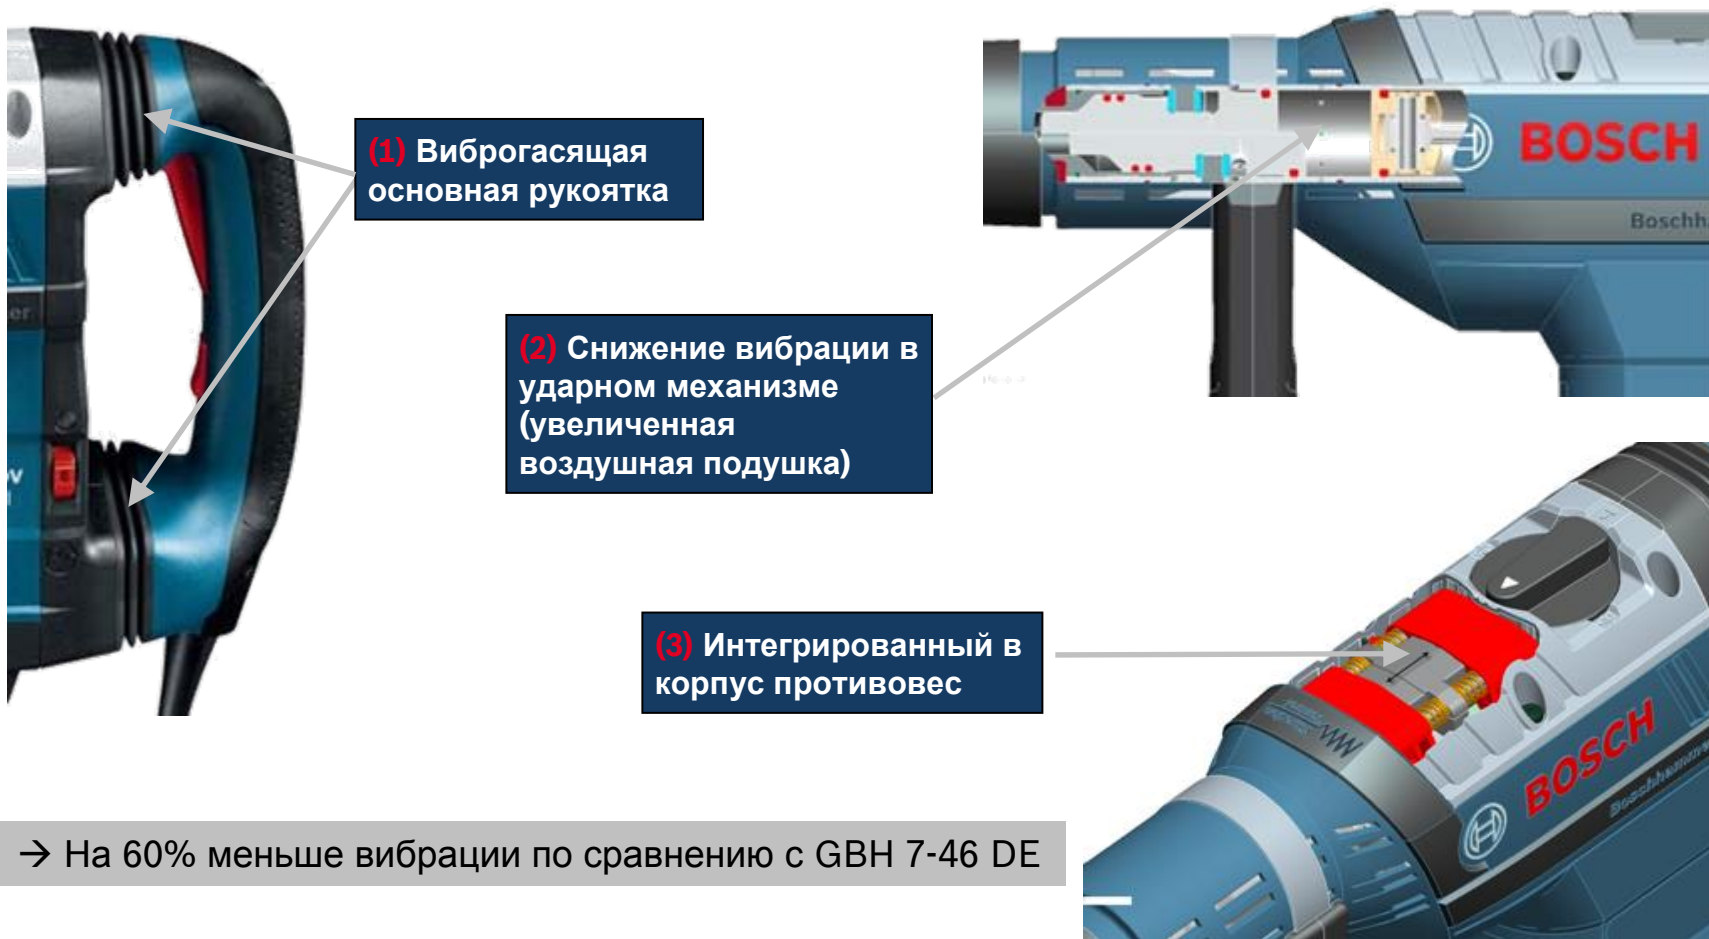 (1) Виброгасящая
основная рукоятка
BOSCH
(2) Снижение вибрации в
ударном механизме
(увеличенная
воздушная подушка)
(3) Интегрированный в
корпус противовес
BOSCH
→ На 60% меньше вибрации по сравнению с GBH 7-46 DE